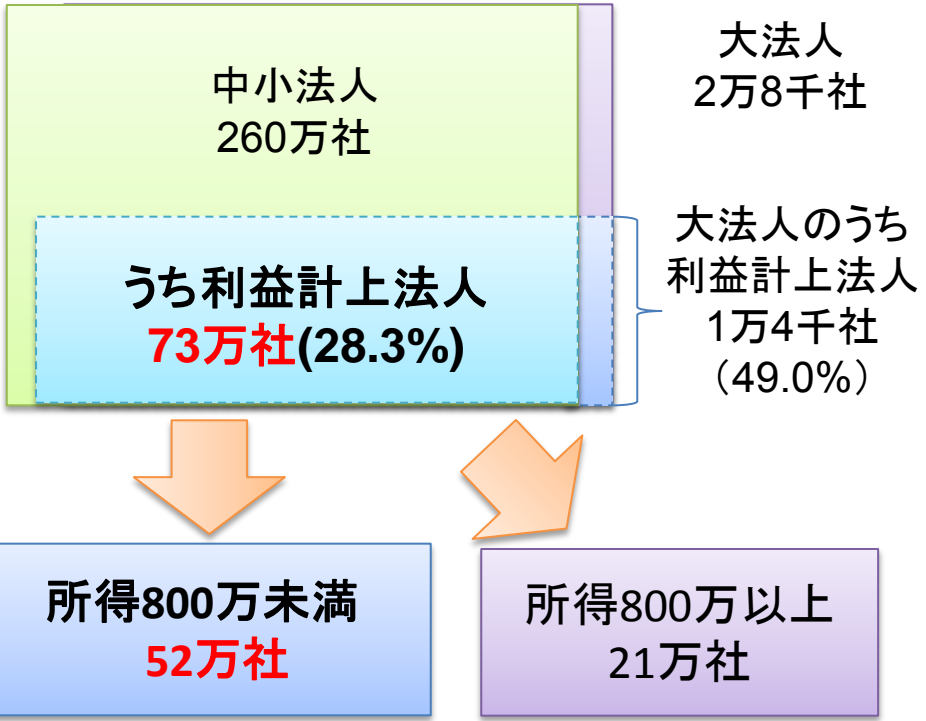 中小法人
260万社
大法人
2万8千社
うち利益計上法人
73万社(28.3%)
大法人のうち
利益計上法人
1万4千社
（49.0%）
所得800万未満
52万社
所得800万以上
21万社